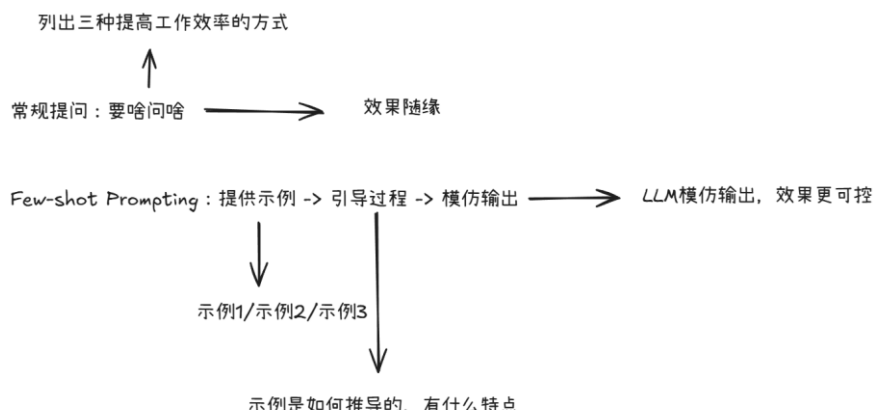 列出三种提高工作效率的方式
常规提问：要啥问啥
效果随缘
Few-shot Prompting：提供示例 -> 引导过程 -> 模仿输出
LLM模仿输出，效果更可控
示例1/示例2/示例3
示例是如何推导的，有什么特点